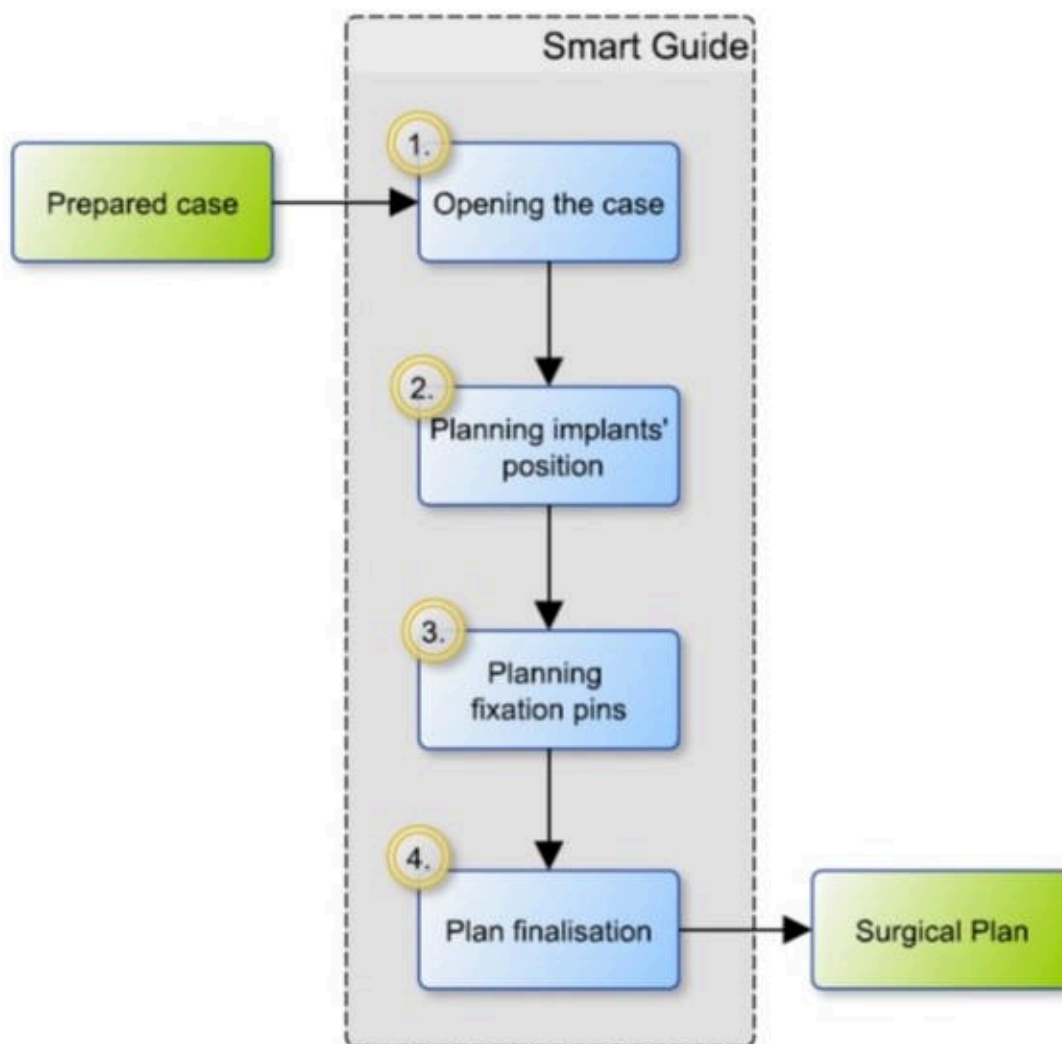 Smart Guide
1.
Prepared case
Opening the case
2.
Planning implants'
position
3.
Planning
fixation pins
4.
Plan finalisation
Surgical Plan